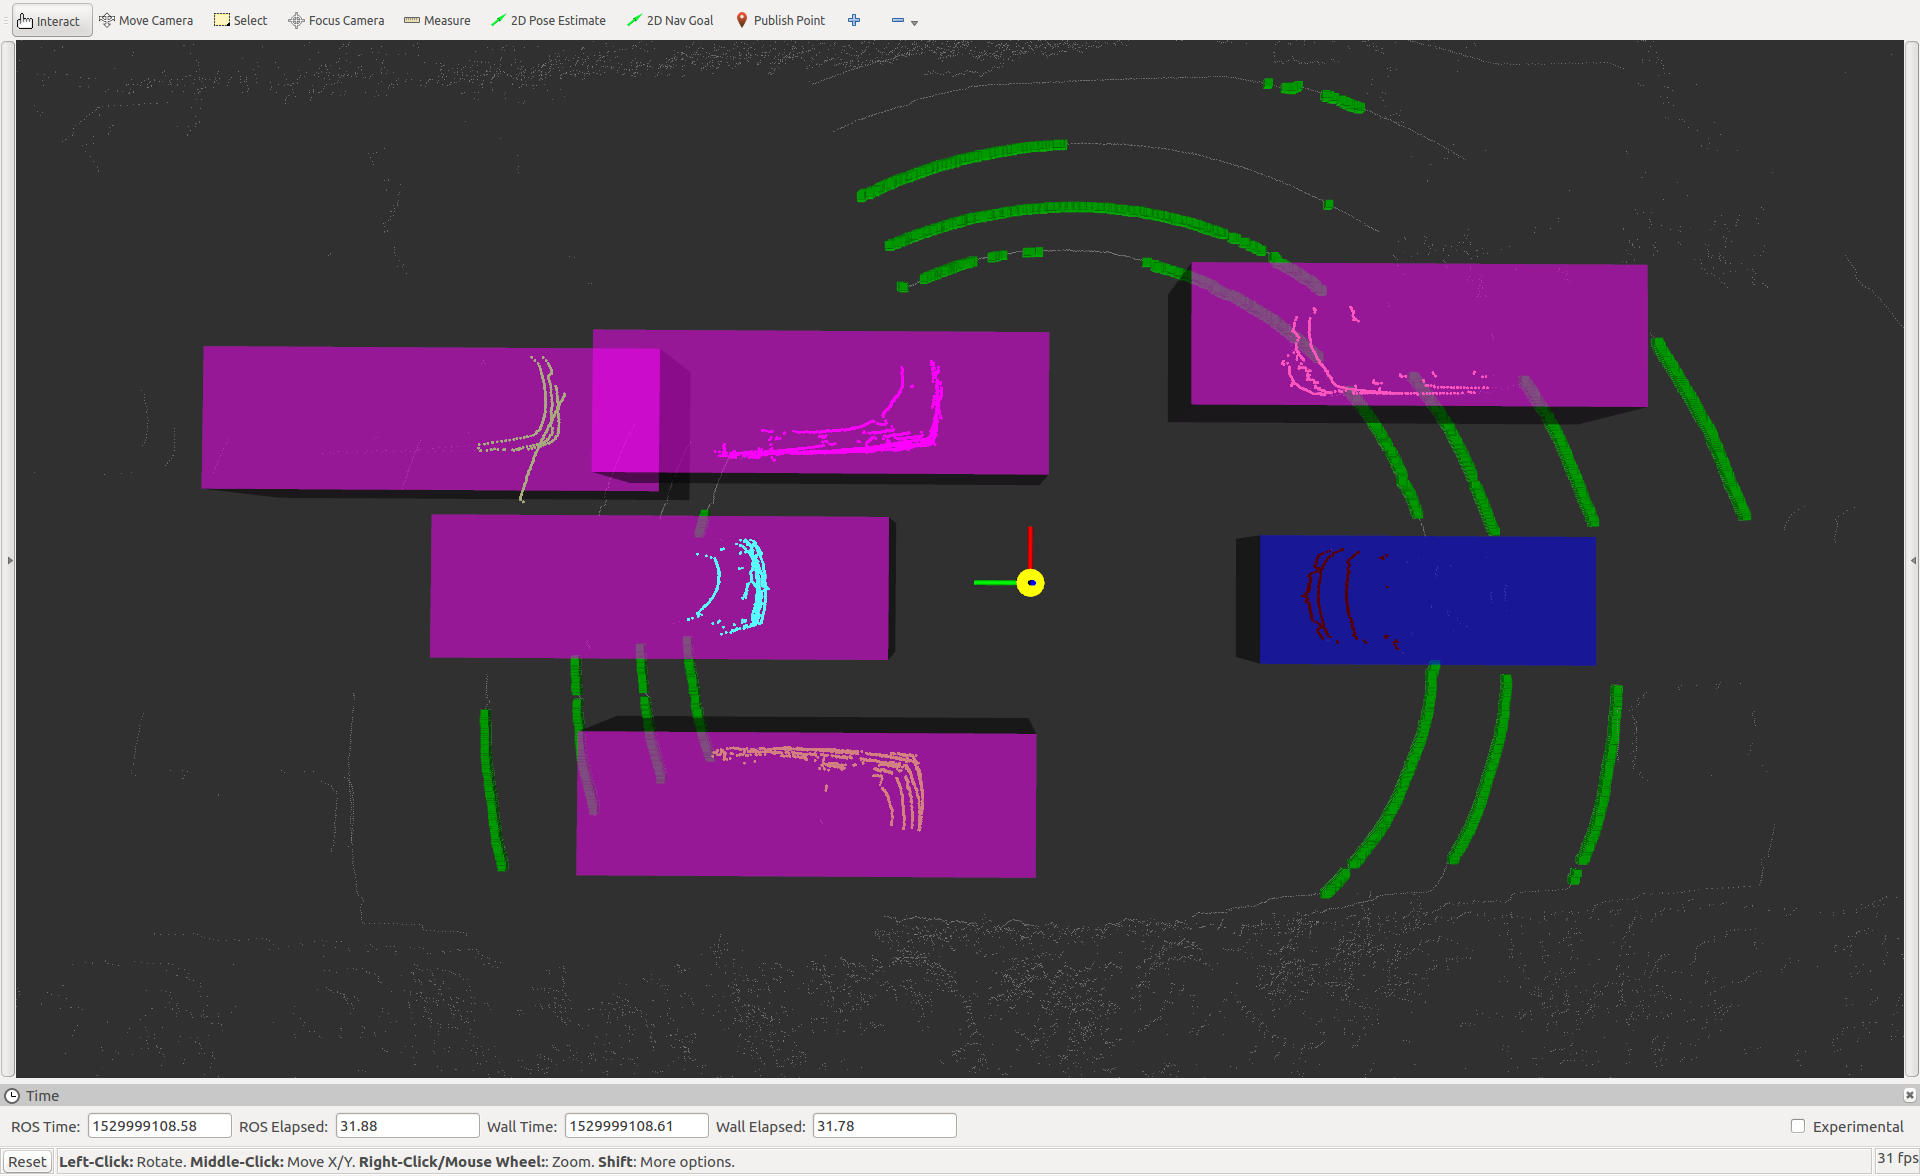 Interact Move Camera Select Focus Camera Measure 2D Pose Estimate 2D Nav Goal Publish Point
Time
ROS Time: 1529999108.58 ROS Elapsed: 31.88 Wall Time: 1529999108.61 Wall Elapsed: 31.78 Experimental
Reset Left-Click: Rotate. Middle-Click: Move X/Y. Right-Click/Mouse Wheel:: Zoom. Shift: More options. 31 fps